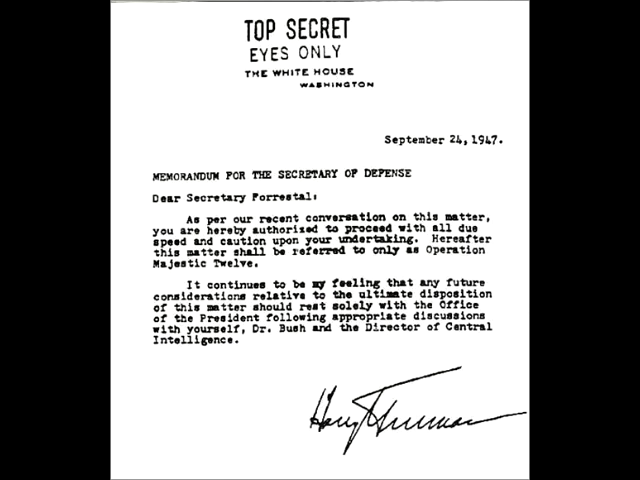 TOP SECRET
EYES ONLY
THE WHITE HOUSE
WASHINGTON
September 24, 1947.
MEMORANDUM FOR THE SECRETARY OF DEFENSE
Dear Secretary Forrestal:
As per our recent conversation on this matter,
you are hereby authorized to proceed with all due
speed and caution upon your undertaking. Hereafter
this matter shall be referred to only as Operation
Majestic Twelve.
It continues to be my feeling that any future
considerations relative to the ultimate disposition
of this matter should rest solely with the Office
of the President following appropriate discussions
with yourself, Dr. Bush and the Director of Central
Intelligence.
Harry Truman